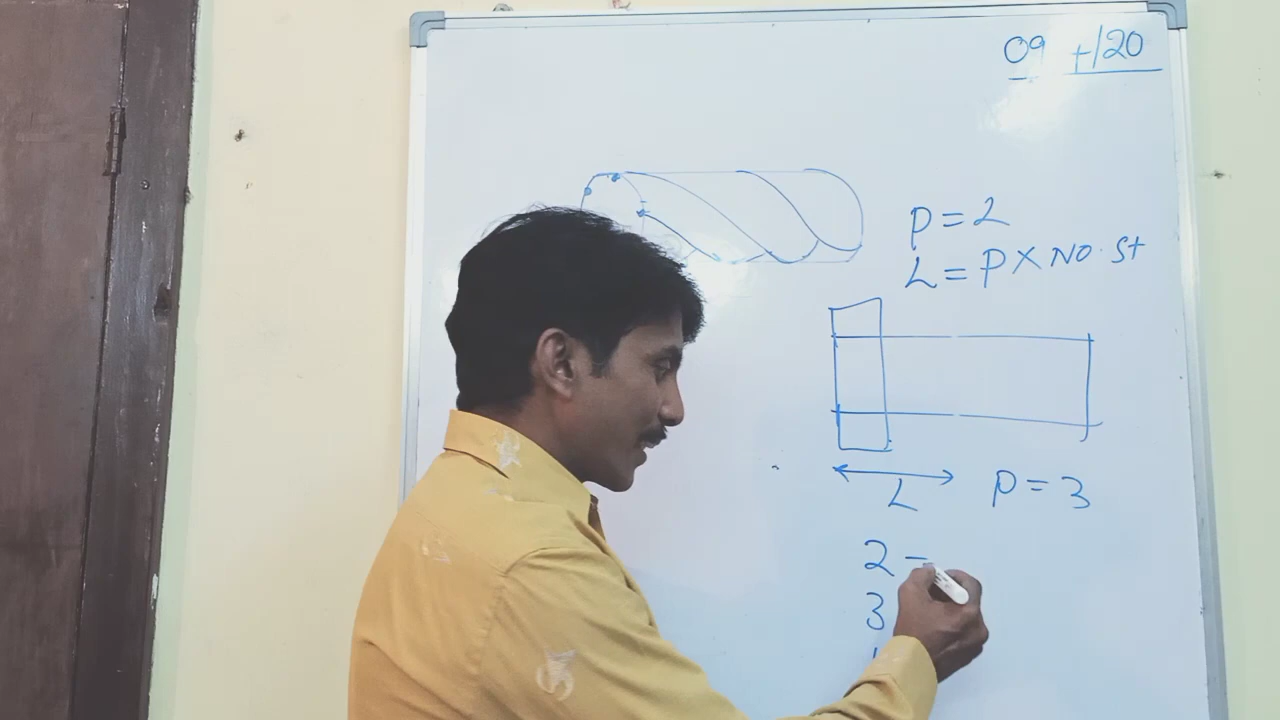 09 +/20
P = 2
L = P X No. St
L
P = 3
2 -
3